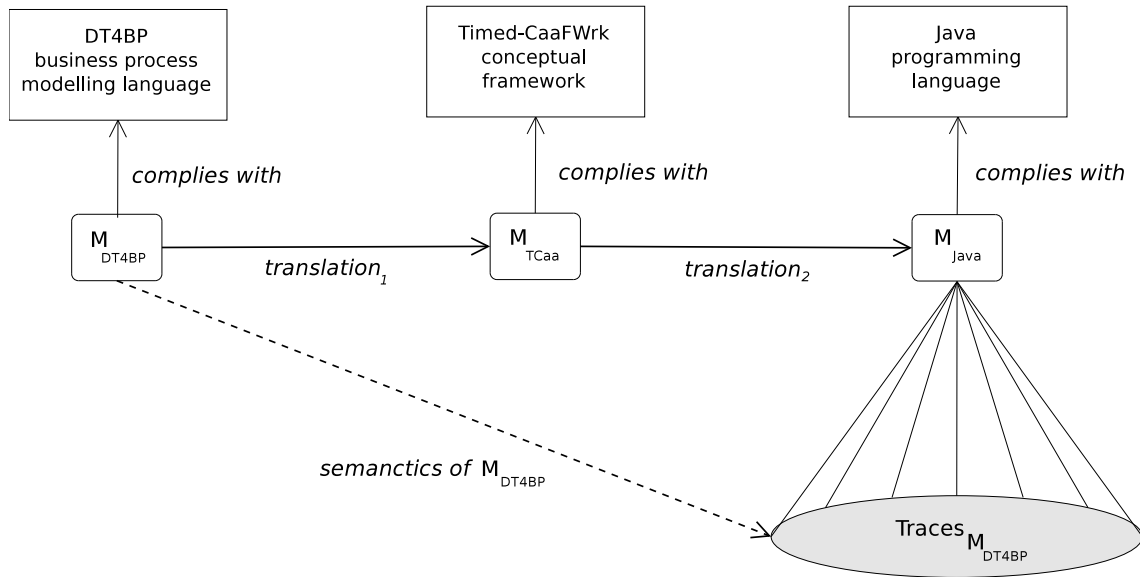 DT4BP
business process
modelling language
Timed-CaaFWrk
conceptual
framework
Java
programming
language
complies with
complies with
complies with
M DT4BP
M TCaa
M Java
translation 1
translation 2
semanctics of M DT4BP
Traces M DT4BP